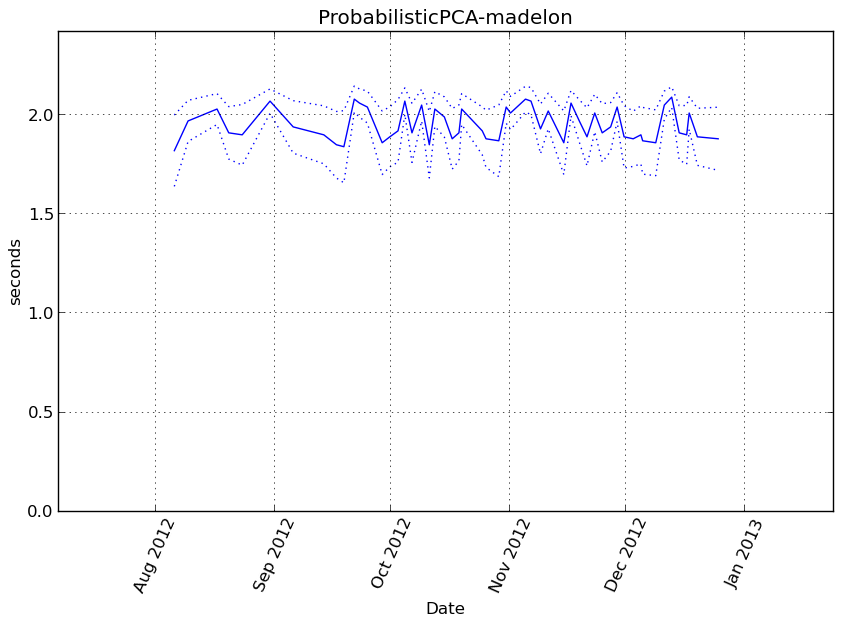 ProbabilisticPCA-madelon
2.0
1.5
1.0
0.5
0.0
seconds
Aug 2012
Sep 2012
Oct 2012
Nov 2012
Dec 2012
Jan 2013
Date